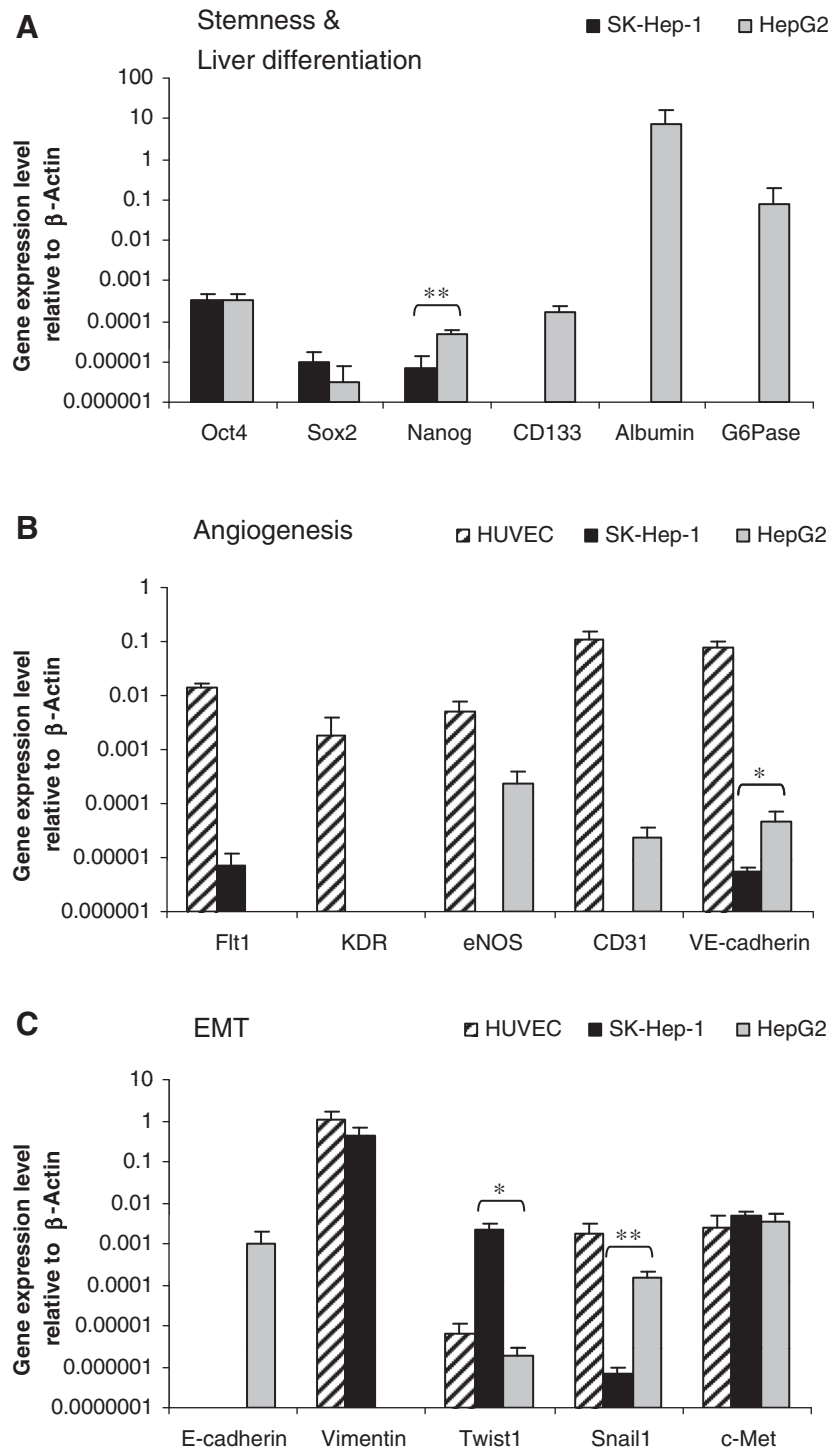 A
Stemness &
Liver differentiation
SK-Hep-1
HepG2
Gene expression level
relative to β-Actin
100
10
1
0.1
0.01
0.001
0.0001
0.00001
0.000001
**
Oct4
Sox2
Nanog
CD133
Albumin
G6Pase
B
Angiogenesis
HUVEC
SK-Hep-1
HepG2
Gene expression level
relative to β-Actin
1
0.1
0.01
0.001
0.0001
0.00001
0.000001
*
Flt1
KDR
eNOS
CD31
VE-cadherin
C
EMT
HUVEC
SK-Hep-1
HepG2
Gene expression level
relative to β-Actin
10
1
0.1
0.01
0.001
0.0001
0.00001
0.000001
0.0000001
*
**
E-cadherin
Vimentin
Twist1
Snail1
c-Met